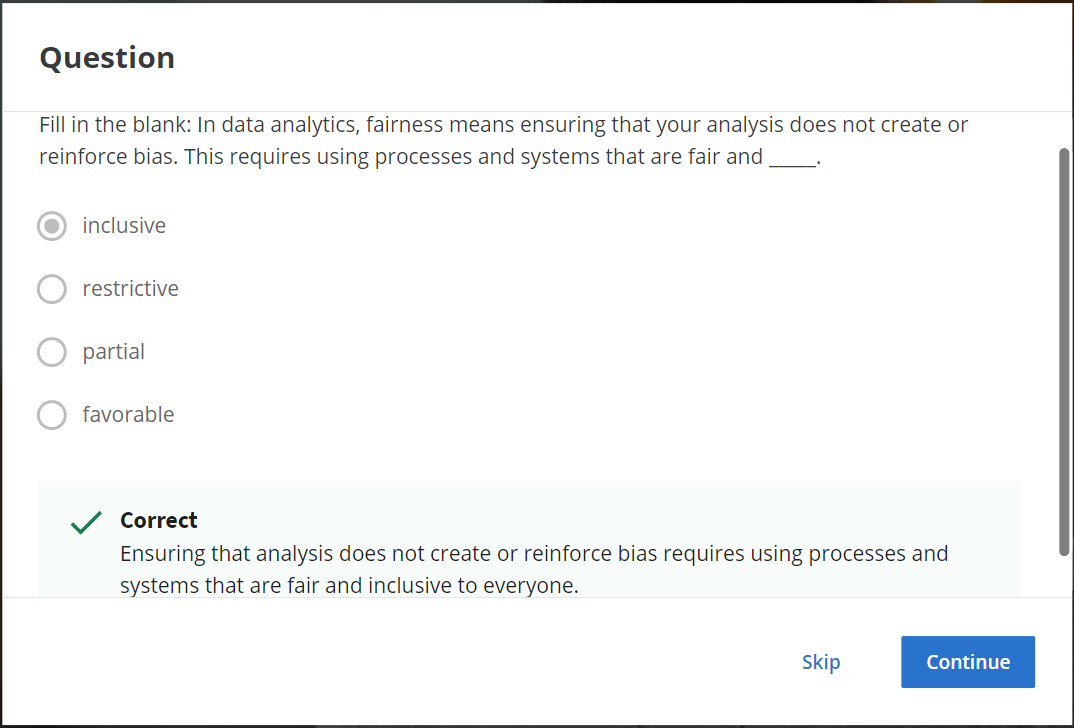 Question
Fill in the blank: In data analytics, fairness means ensuring that your analysis does not create or
reinforce bias. This requires using processes and systems that are fair and _____.
inclusive
restrictive
partial
favorable
Correct
Ensuring that analysis does not create or reinforce bias requires using processes and
systems that are fair and inclusive to everyone.
Skip
Continue